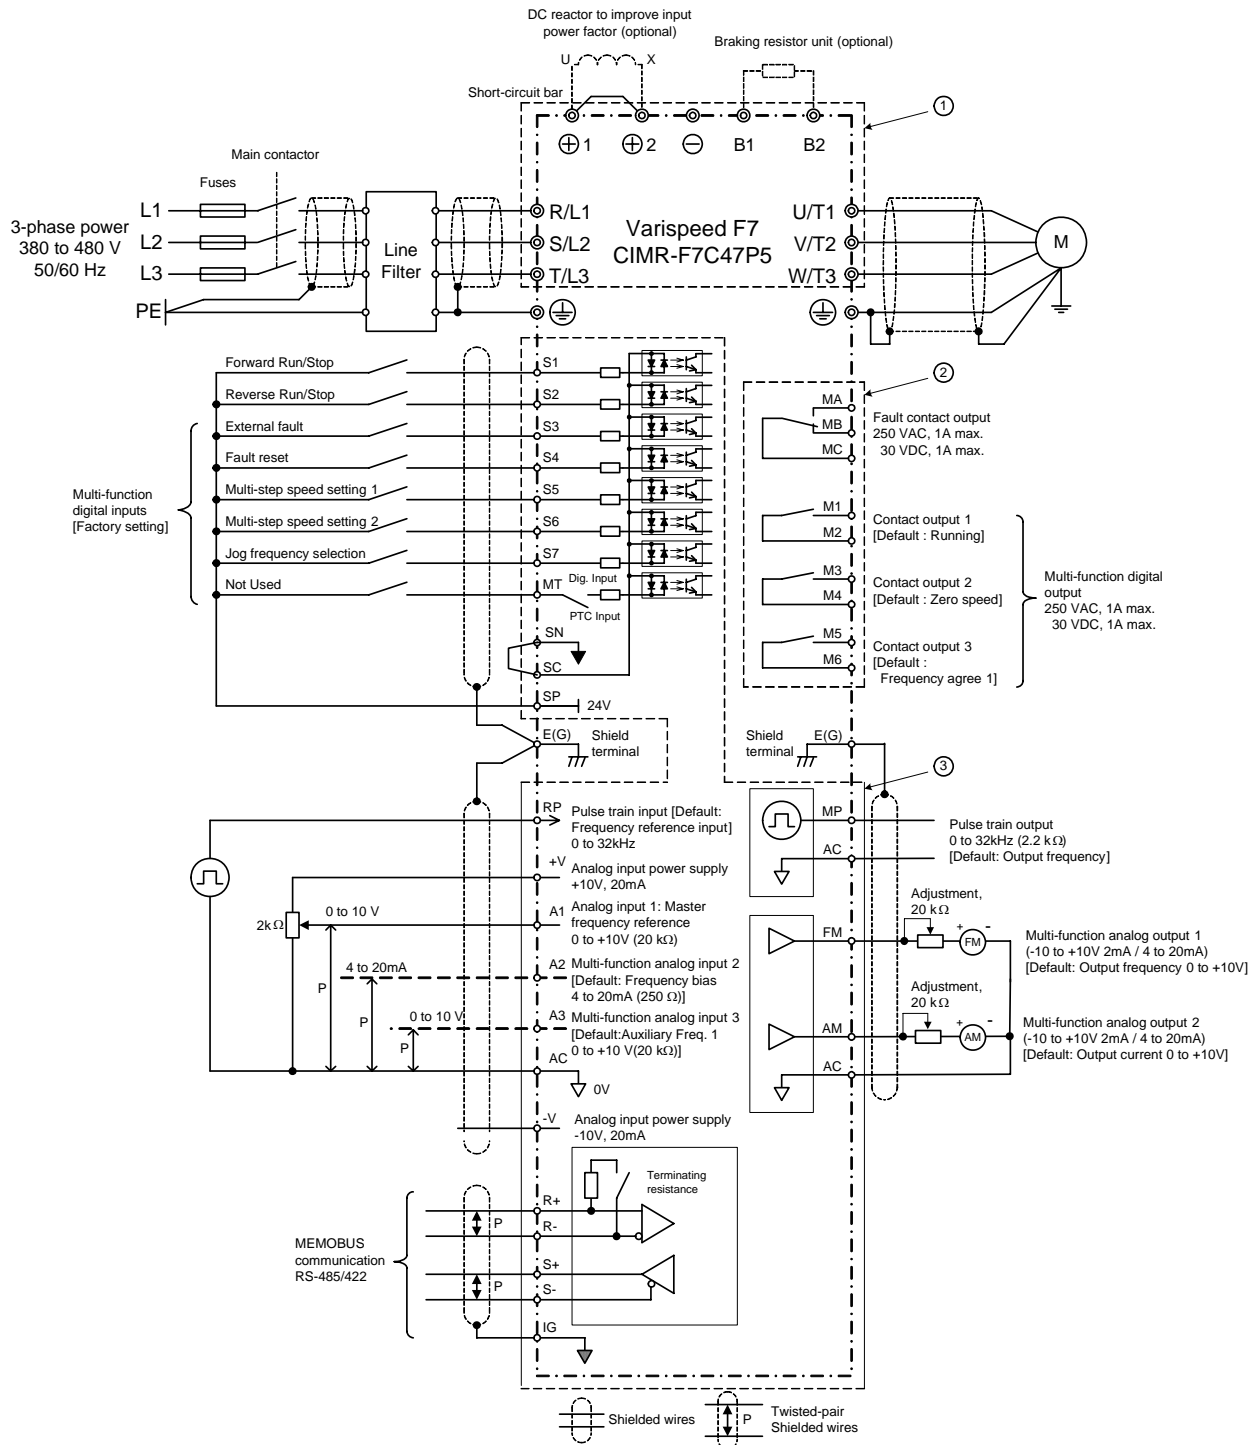 DC reactor to improve input
power factor (optional)
U
X
Braking resistor unit (optional)
Short-circuit bar
1
1
2
B1
B2
Main contactor
Fuses
3-phase power
380 to 480 V
50/60 Hz
L1
L2
L3
PE
Line
Filter
R/L1
S/L2
T/L3
Varispeed F7
CIMR-F7C47P5
U/T1
V/T2
W/T3
M
Forward Run/Stop
S1
Reverse Run/Stop
S2
External fault
S3
Fault reset
S4
Multi-step speed setting 1
S5
Multi-step speed setting 2
S6
Jog frequency selection
S7
Not Used
MT
Dig. Input
PTC Input
Multi-function
digital inputs
[Factory setting]
SN
SC
SP
24V
E(G)
Shield
terminal
2
MA
MB
MC
Fault contact output
250 VAC, 1A max.
30 VDC, 1A max.
M1
M2
Contact output 1
[Default : Running]
M3
M4
Contact output 2
[Default : Zero speed]
M5
M6
Contact output 3
[Default :
Frequency agree 1]
Multi-function digital
output
250 VAC, 1A max.
30 VDC, 1A max.
Shield
terminal
E(G)
3
RP
Pulse train input [Default:
Frequency reference input]
0 to 32kHz
+V
Analog input power supply
+10V, 20mA
2kΩ
0 to 10 V
A1
Analog input 1: Master
frequency reference
0 to +10V (20 kΩ)
4 to 20mA
A2
Multi-function analog input 2
[Default: Frequency bias
4 to 20mA (250 Ω)]
0 to 10 V
A3
Multi-function analog input 3
[Default:Auxiliary Freq. 1
0 to +10 V(20 kΩ)]
P
P
P
AC
0V
-V
Analog input power supply
-10V, 20mA
MP
AC
Pulse train output
0 to 32kHz (2.2 kΩ)
[Default: Output frequency]
Adjustment,
20 kΩ
FM
+
-
FM
Multi-function analog output 1
(-10 to +10V 2mA / 4 to 20mA)
[Default: Output frequency 0 to +10V]
Adjustment,
20 kΩ
AM
+
-
AM
Multi-function analog output 2
(-10 to +10V 2mA / 4 to 20mA)
[Default: Output current 0 to +10V]
AC
Terminating
resistance
MEMOBUS
communication
RS-485/422
P
P
R+
R-
S+
S-
IG
Shielded wires
P
Twisted-pair
Shielded wires